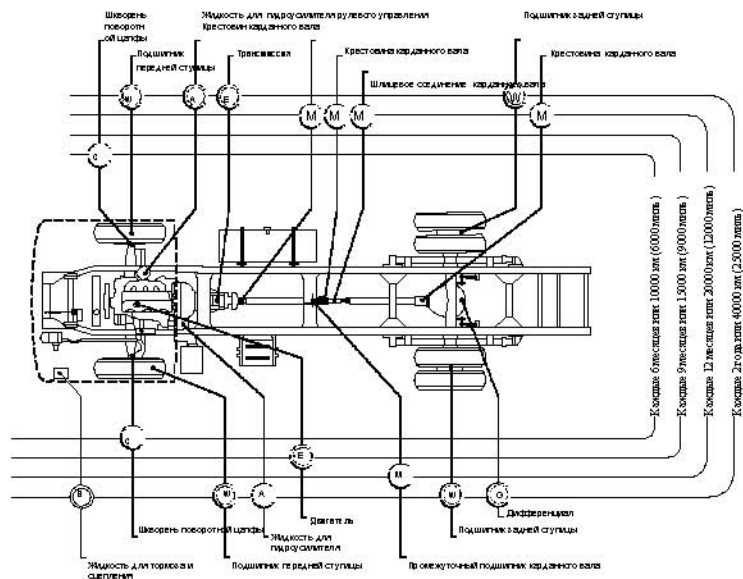 Шкворень
поворотн
ой цапфы
Жидкость для гидроусилителя рулевого управления
Крестовин карданного вала
Подшипник задней ступицы
Подшипник
передней ступицы
Трансмиссия
Крестовина карданного вала
Крестовина карданного вала
Шлицевое соединение карданного вала
W
A
E
M
M
M
W
M
C
Каждые 6 месяцев или 10000 км (6000 миль)
Каждые 9 месяцев или 15000 км (9000 миль)
Каждые 12 месяцев или 20000 км (12000 миль)
Каждые 2 года или 40000 км (25000 миль)
C
E
M
B
W
A
W
G
Дифференциал
Двигатель
Шкворень поворотной цапфы
Подшипник задней ступицы
Жидкость для
гидроусилителя
Жидкость для тормоза и
сцепления
Подшипник передней ступицы
Промежуточный подшипник карданного вала